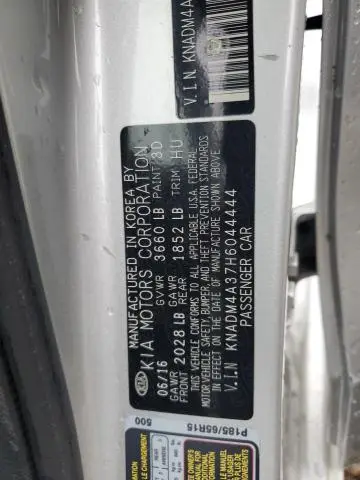 V.I.N. KNADM4A
MANUFACTURED IN KOREA BY
KIA MOTORS CORPORATION
GVWR 3660 LB PAINT 3D
06/16 GAWR FRONT 2028 LB GAWR REAR 1852 LB TRIM HU
THIS VEHICLE CONFORMS TO ALL APPLICABLE U.S.A. FEDERAL
MOTOR VEHICLE SAFETY, BUMPER, AND THEFT PREVENTION STANDARDS
IN EFFECT ON THE DATE OF MANUFACTURE SHOWN ABOVE.
V.I.N KNADM4A37H6044444
PASSENGER CAR
P185/65R15
500
CHARGEMENT